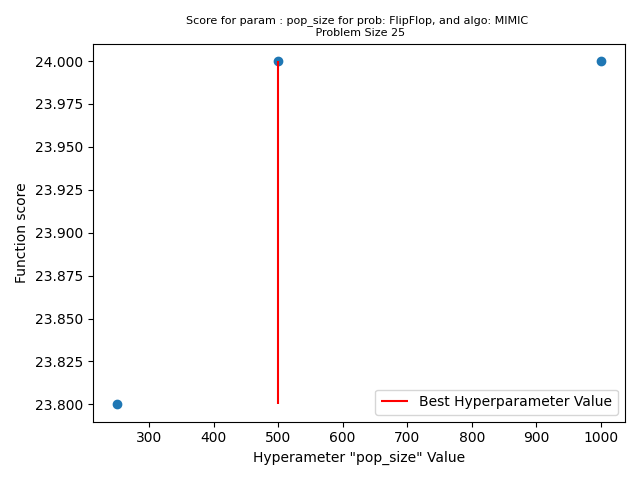 Score for param : pop_size for prob: FlipFlop, and algo: MIMIC
Problem Size 25
24.000
23.975
23.950
23.925
23.900
23.875
23.850
23.825
23.800
Function score
Best Hyperparameter Value
300 400 500 600 700 800 900 1000
Hyperameter "pop_size" Value